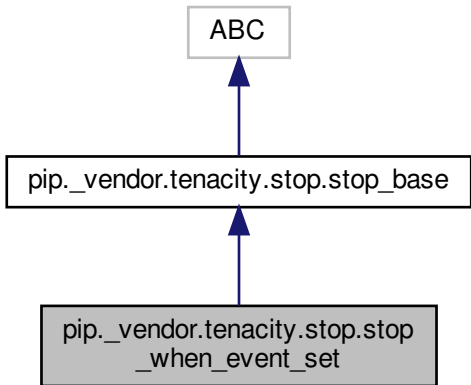 ABC
pip._vendor.tenacity.stop.stop_base
pip._vendor.tenacity.stop.stop
_when_event_set